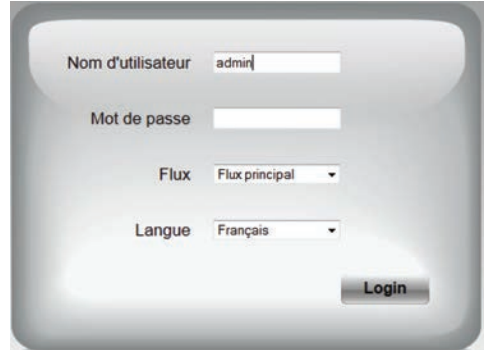 Nom d'utilisateur admin
Mot de passe
Flux Flux principal
Langue Français
Login